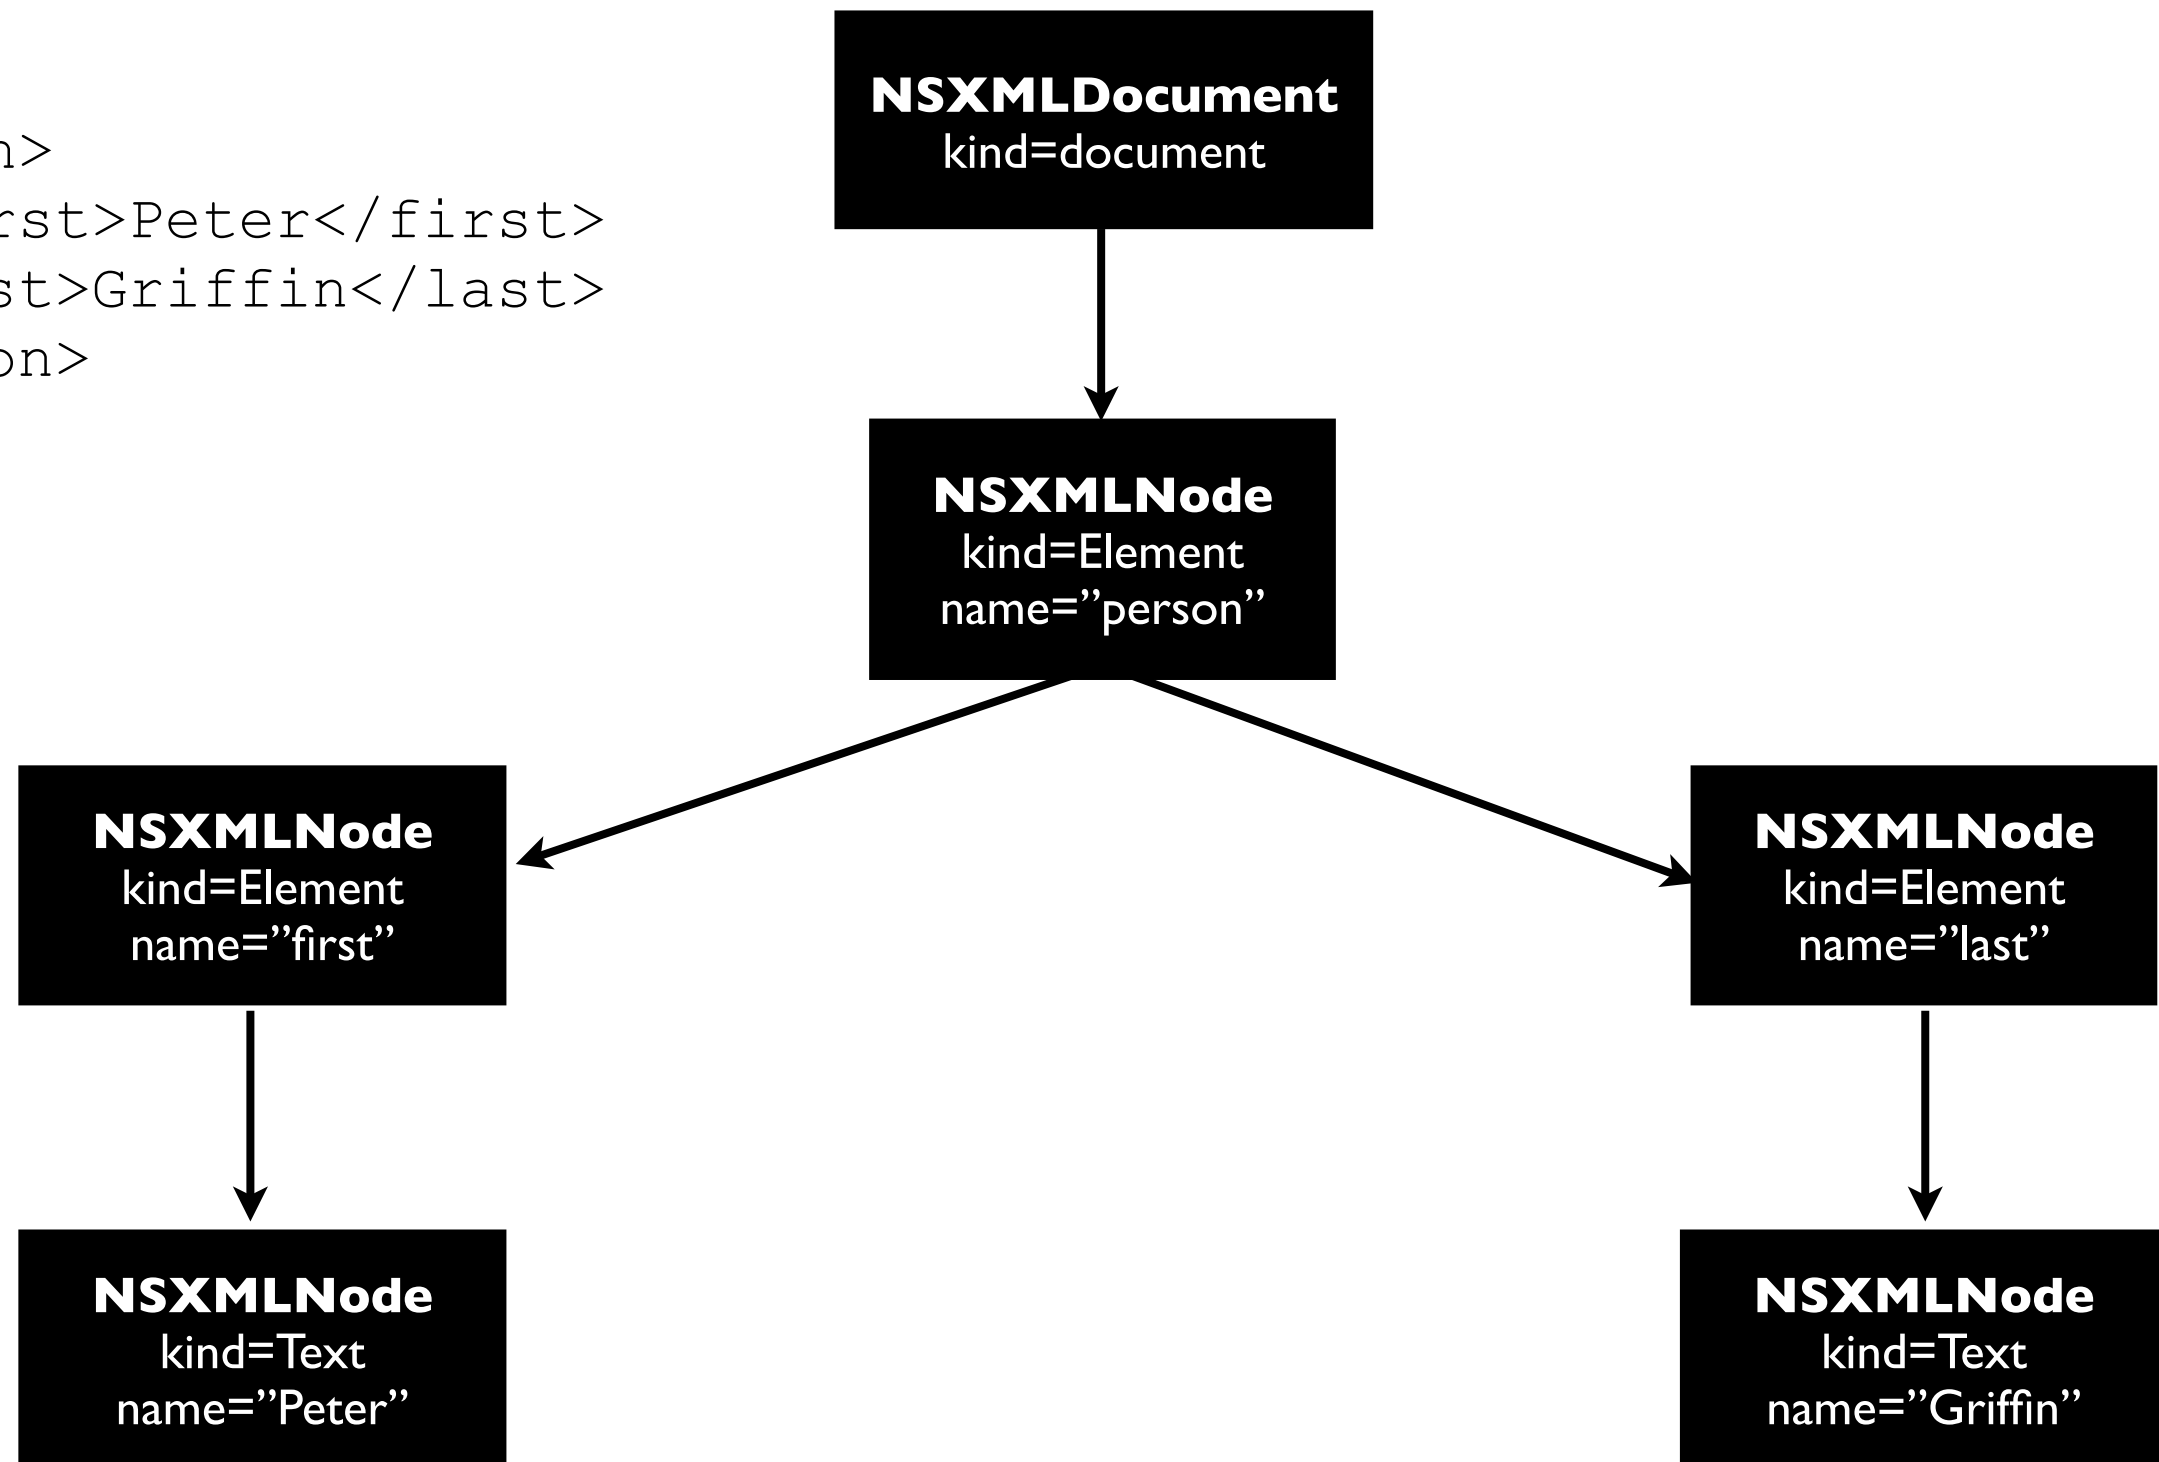 n>
rst>Peter</first>
st>Griffin</last>
on>
NSXMLDocument
kind=document
NSXMLNode
kind=Element
name=”person”
NSXMLNode
kind=Element
name=”first”
NSXMLNode
kind=Element
name=”last”
NSXMLNode
kind=Text
name=”Peter”
NSXMLNode
kind=Text
name=”Griffin”